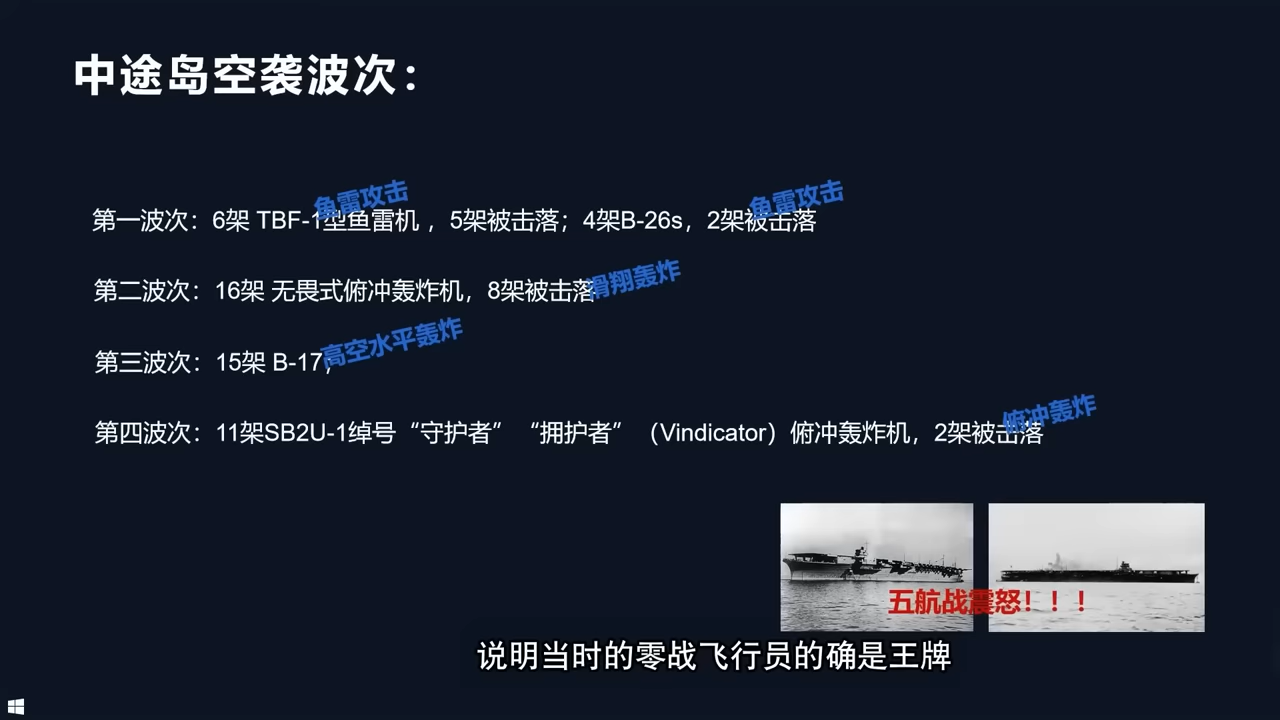 中途岛空袭波次：
鱼雷攻击
鱼雷攻击
第一波次：6架 TBF-1型鱼雷机 ，5架被击落；4架B-26s，2架被击落
滑翔轰炸
第二波次：16架 无畏式俯冲轰炸机，8架被击落
高空水平轰炸
第三波次：15架 B-17，
俯冲轰炸
第四波次：11架SB2U-1绰号“守护者” “拥护者” （Vindicator）俯冲轰炸机，2架被击落
五航战震怒！！！
说明当时的零战飞行员的确是王牌